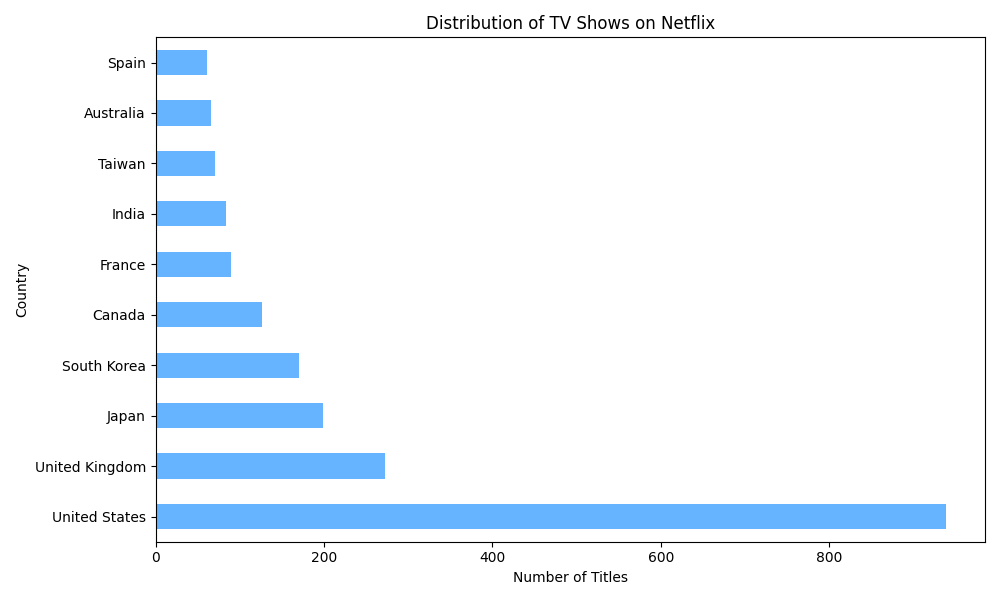 Distribution of TV Shows on Netflix
Country
Spain
Australia
Taiwan
India
France
Canada
South Korea
Japan
United Kingdom
United States
0 200 400 600 800
Number of Titles